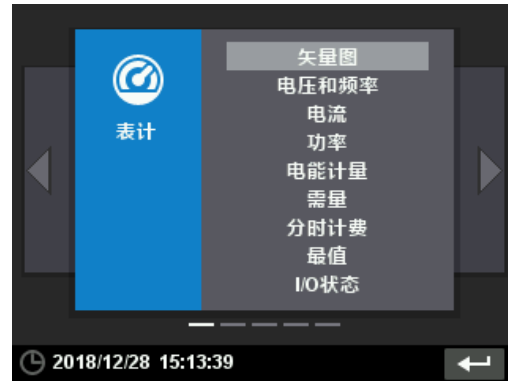 表计
矢量图
电压和频率
电流
功率
电能计量
需量
分时计费
最值
I/O状态
2018/12/28 15:13:39